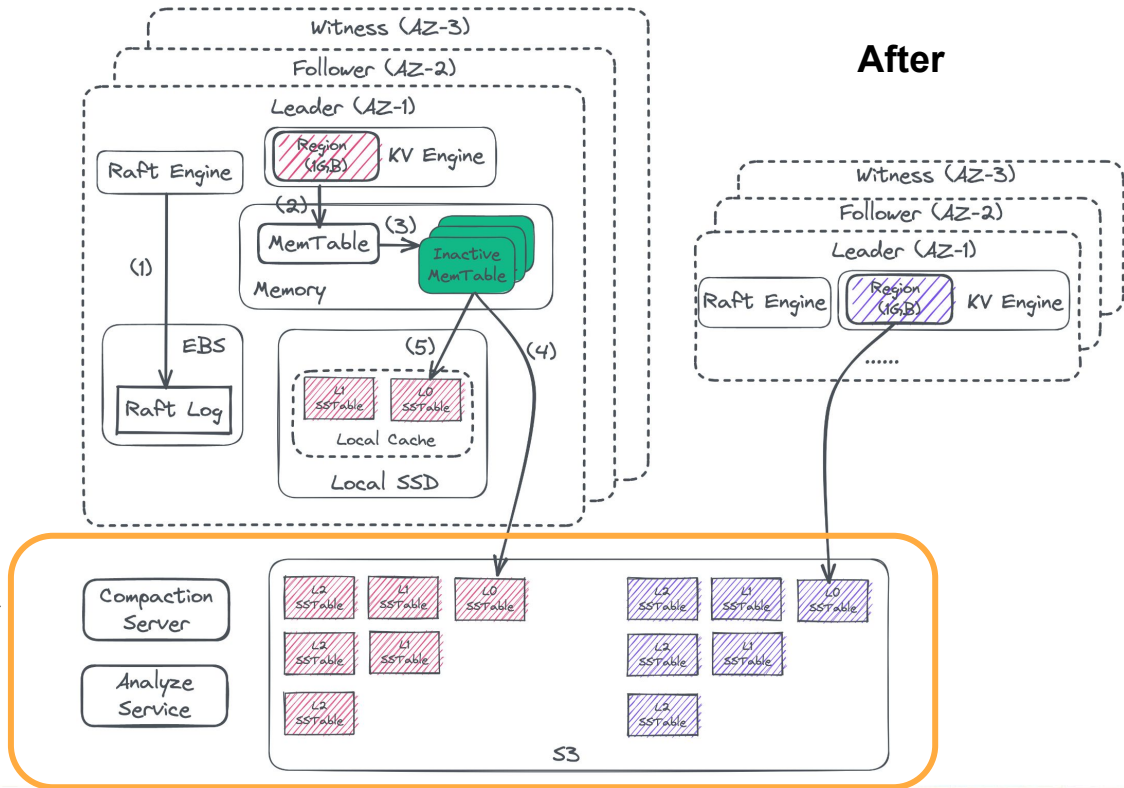 After
Witness (AZ-3)
Follower (AZ-2)
Leader (AZ-1)
Raft Engine
Region
(1G,B)
KV Engine
(1)
(2)
MemTable
(3)
Inactive
MemTable
Memory
EBS
Raft Log
(5)
(4)
L1
SSTable
L0
SSTable
Local Cache
Local SSD
Witness (AZ-3)
Follower (AZ-2)
Leader (AZ-1)
Raft Engine
Region
(1G,B)
KV Engine
......
Compaction
Server
Analyze
Service
L2
SSTable
L1
SSTable
L0
SSTable
L2
SSTable
L1
SSTable
L2
SSTable
L2
SSTable
L1
SSTable
L0
SSTable
L2
SSTable
L1
SSTable
L2
SSTable
S3